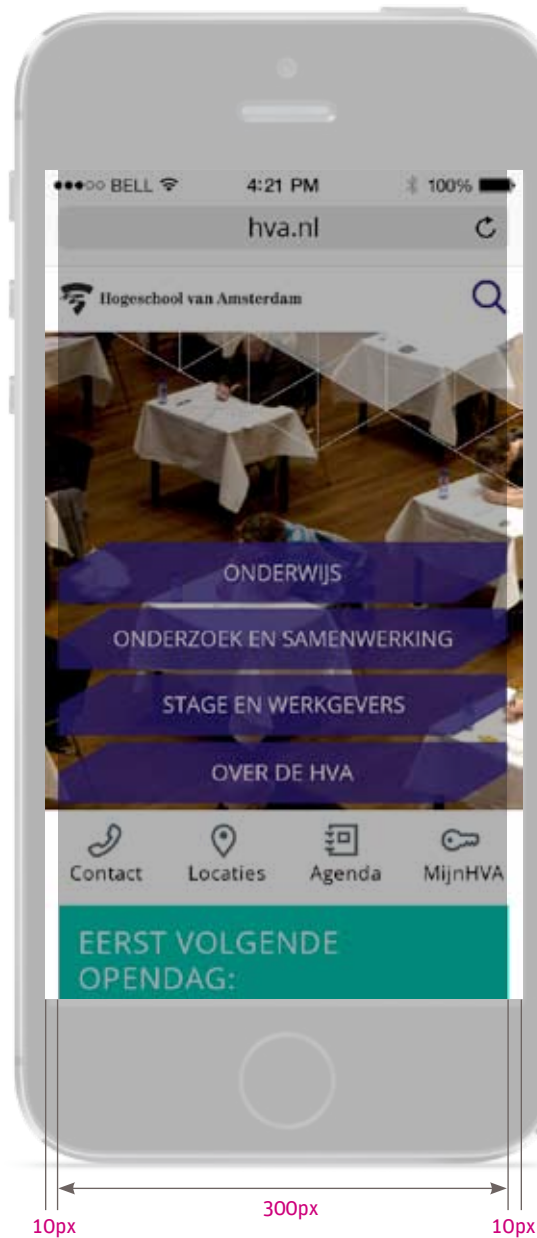 BELL 4:21 PM 100%
hva.nl
Hogeschool van Amsterdam
ONDERWIJS
ONDERZOEK EN SAMENWERKING
STAGE EN WERKGEVERS
OVER DE HVA
Contact Locaties Agenda MijnHVA
EERST VOLGENDE
OPENDAG:
300px
10px 10px